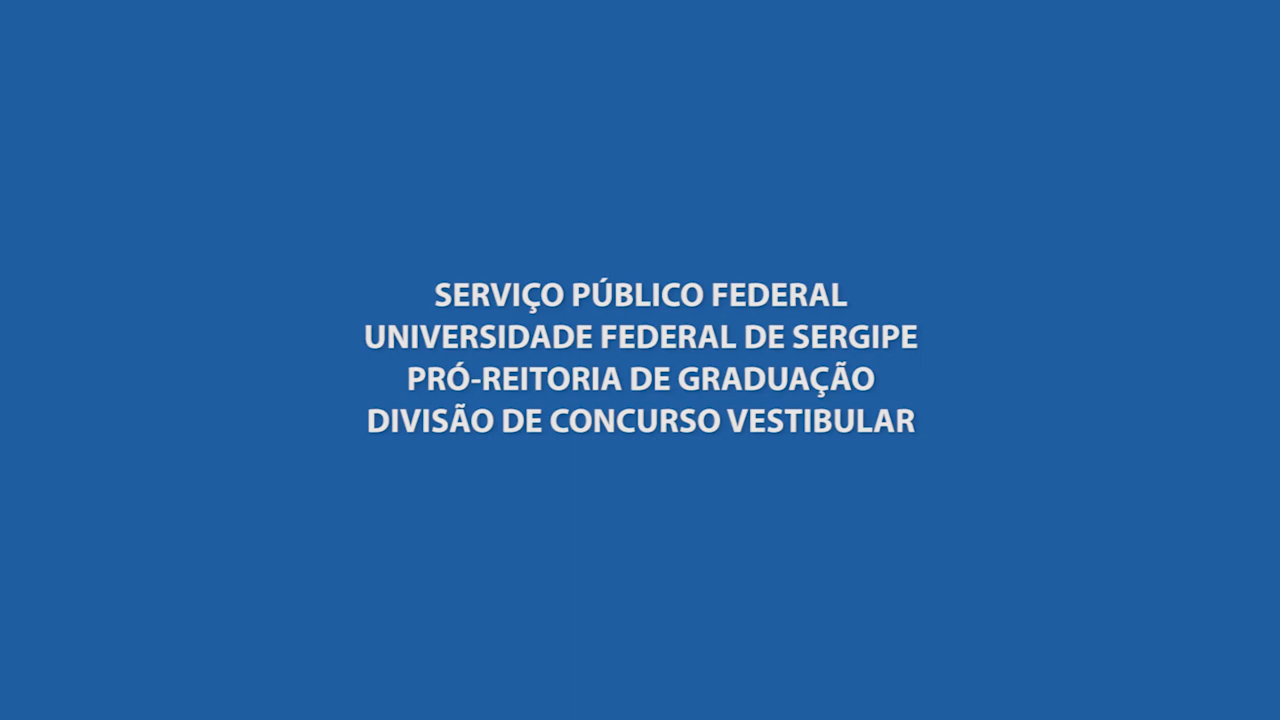 SERVIÇO PÚBLICO FEDERAL
UNIVERSIDADE FEDERAL DE SERGIPE
PRÓ-REITORIA DE GRADUAÇÃO
DIVISÃO DE CONCURSO VESTIBULAR